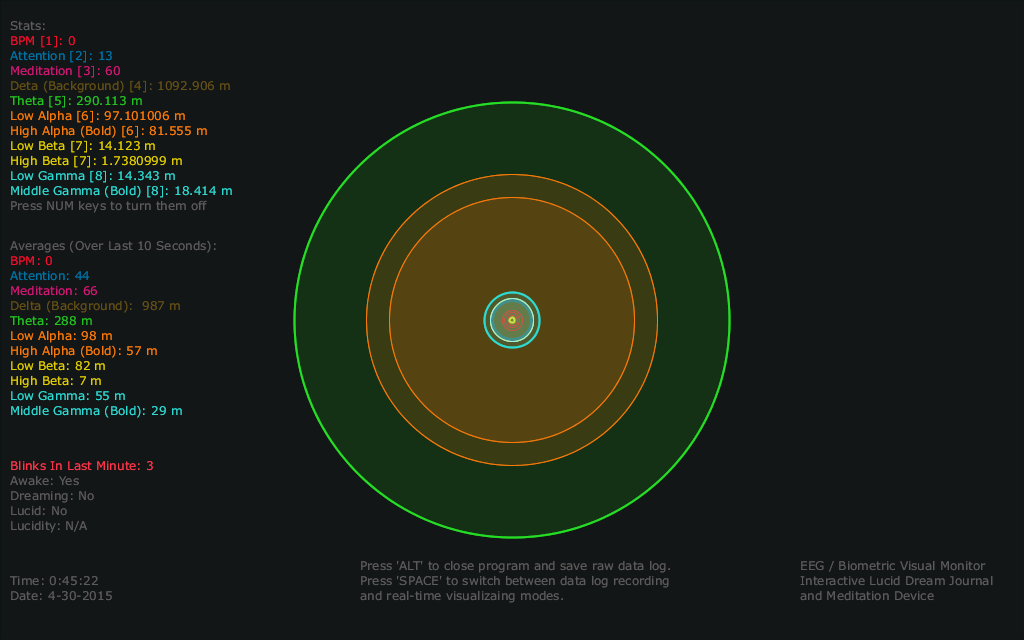 Stats:
BPM [1]: 0
Attention [2]: 13
Meditation [3]: 60
Deta (Background) [4]: 1092.906 m
Theta [5]: 290.113 m
Low Alpha [6]: 97.101006 m
High Alpha (Bold) [6]: 81.555 m
Low Beta [7]: 14.123 m
High Beta [7]: 1.7380999 m
Low Gamma [8]: 14.343 m
Middle Gamma (Bold) [8]: 18.414 m
Press NUM keys to turn them off
Averages (Over Last 10 Seconds):
BPM: 0
Attention: 44
Meditation: 66
Delta (Background):  987 m
Theta: 288 m
Low Alpha: 98 m
High Alpha (Bold): 57 m
Low Beta: 82 m
High Beta: 7 m
Low Gamma: 55 m
Middle Gamma (Bold): 29 m
Blinks In Last Minute: 3
Awake: Yes
Dreaming: No
Lucid: No
Lucidity: N/A
Time: 0:45:22
Date: 4-30-2015
Press 'ALT' to close program and save raw data log.
Press 'SPACE' to switch between data log recording
and real-time visualizaing modes.
EEG / Biometric Visual Monitor
Interactive Lucid Dream Journal
and Meditation Device